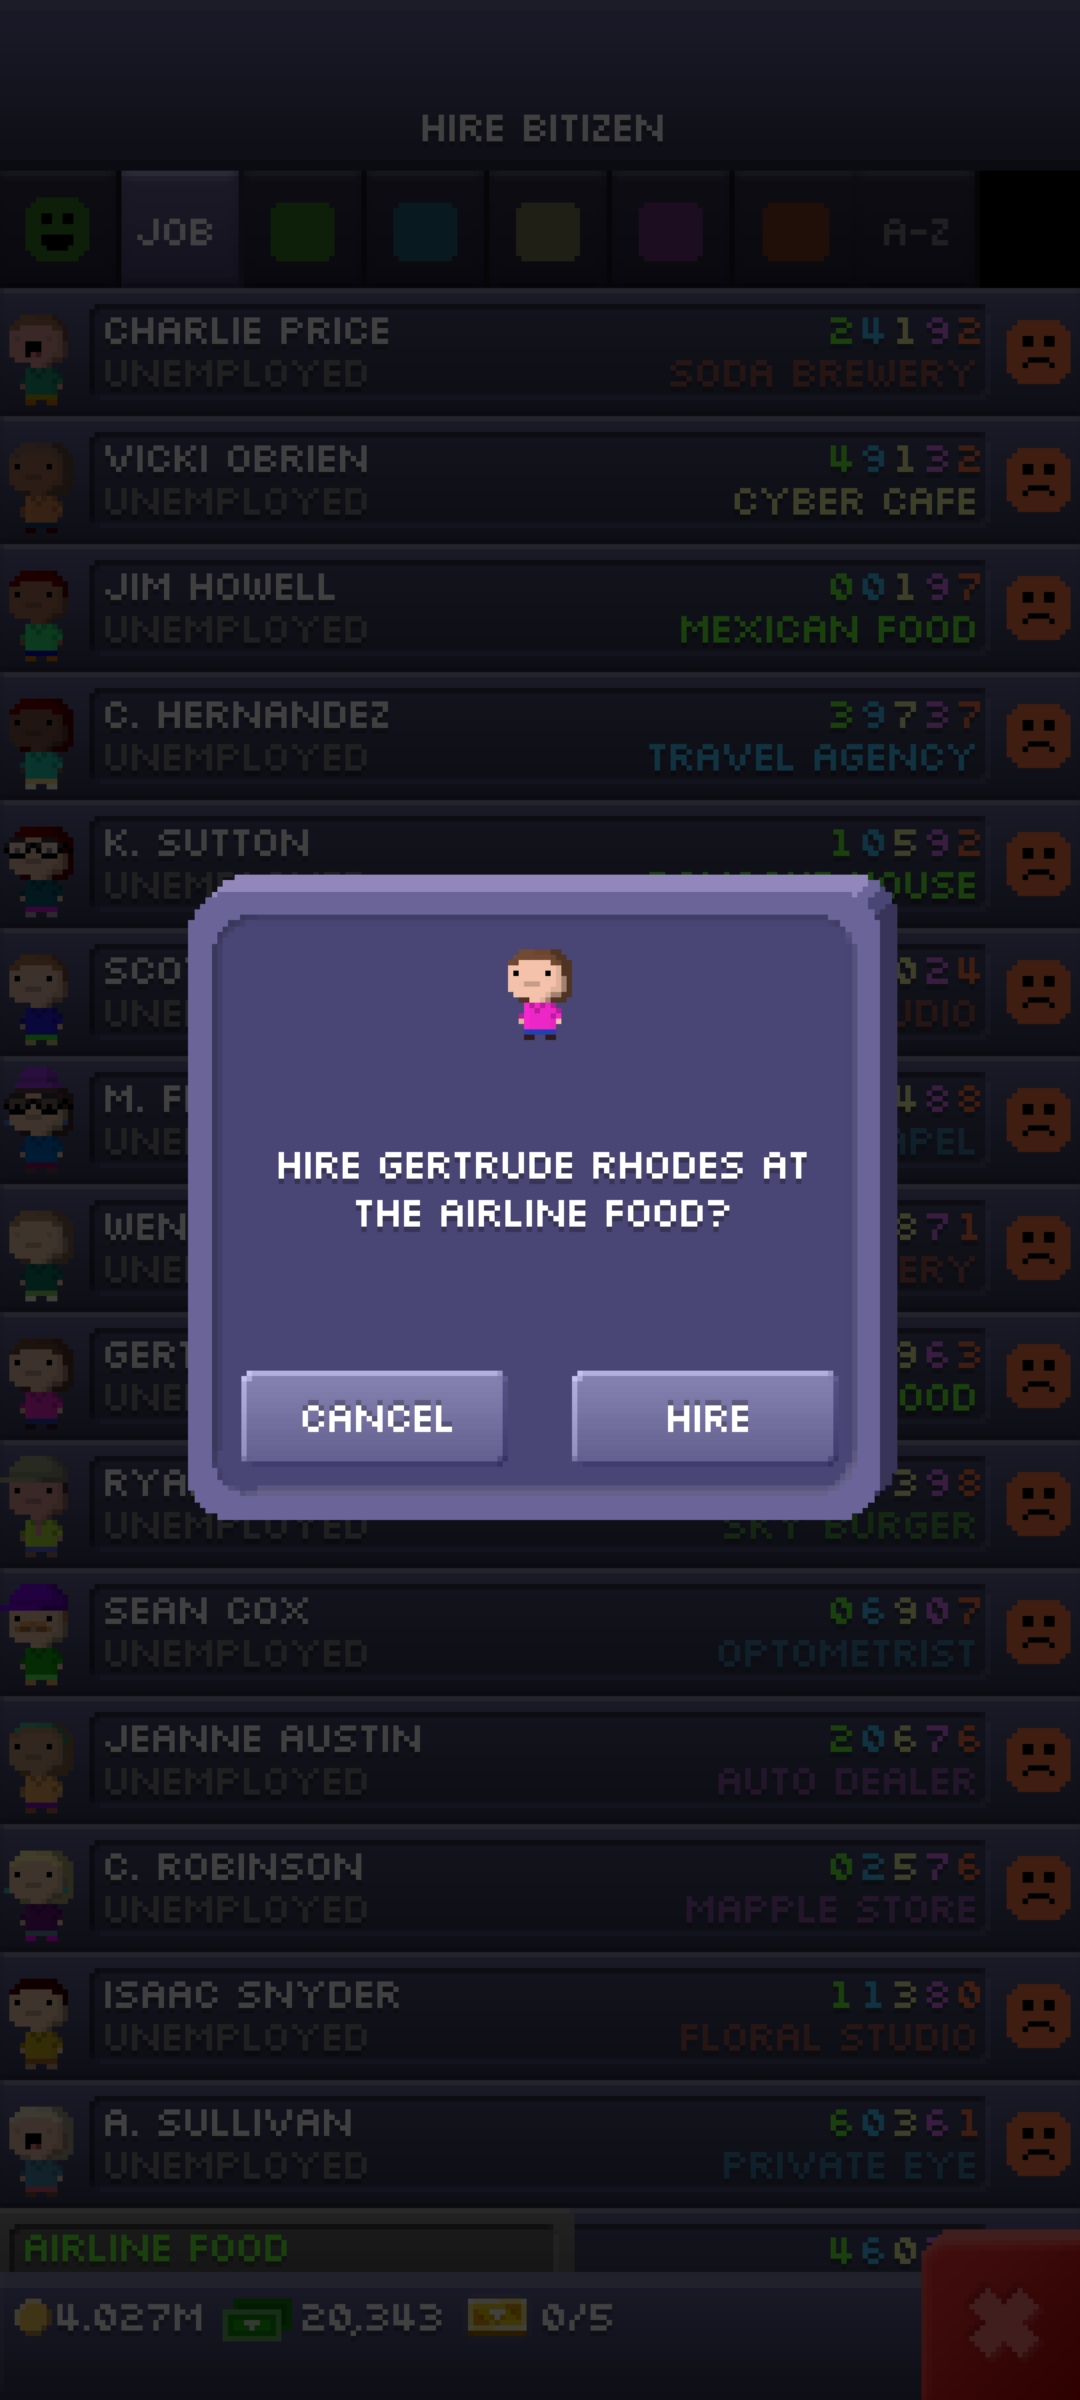 HIRE BITIZEN
JOB
A-Z
CHARLIE PRICE 24192
UNEMPLOYED SODA BREWERY
VICKI OBRIEN 49132
UNEMPLOYED CYBER CAFE
JIM HOWELL 00197
UNEMPLOYED MEXICAN FOOD
C. HERNANDEZ 39737
UNEMPLOYED TRAVEL AGENCY
K. SUTTON 10592
HIRE GERTRUDE RHODES AT
THE AIRLINE FOOD?
CANCEL HIRE
UNEMPLOYED SKY BURGER
SEAN COX 06907
UNEMPLOYED OPTOMETRIST
JEANNE AUSTIN 20676
UNEMPLOYED AUTO DEALER
C. ROBINSON 02576
UNEMPLOYED MAPPLE STORE
ISAAC SNYDER 11380
UNEMPLOYED FLORAL STUDIO
A. SULLIVAN 60361
UNEMPLOYED PRIVATE EYE
AIRLINE FOOD 460
4.027M 20,343 0/5